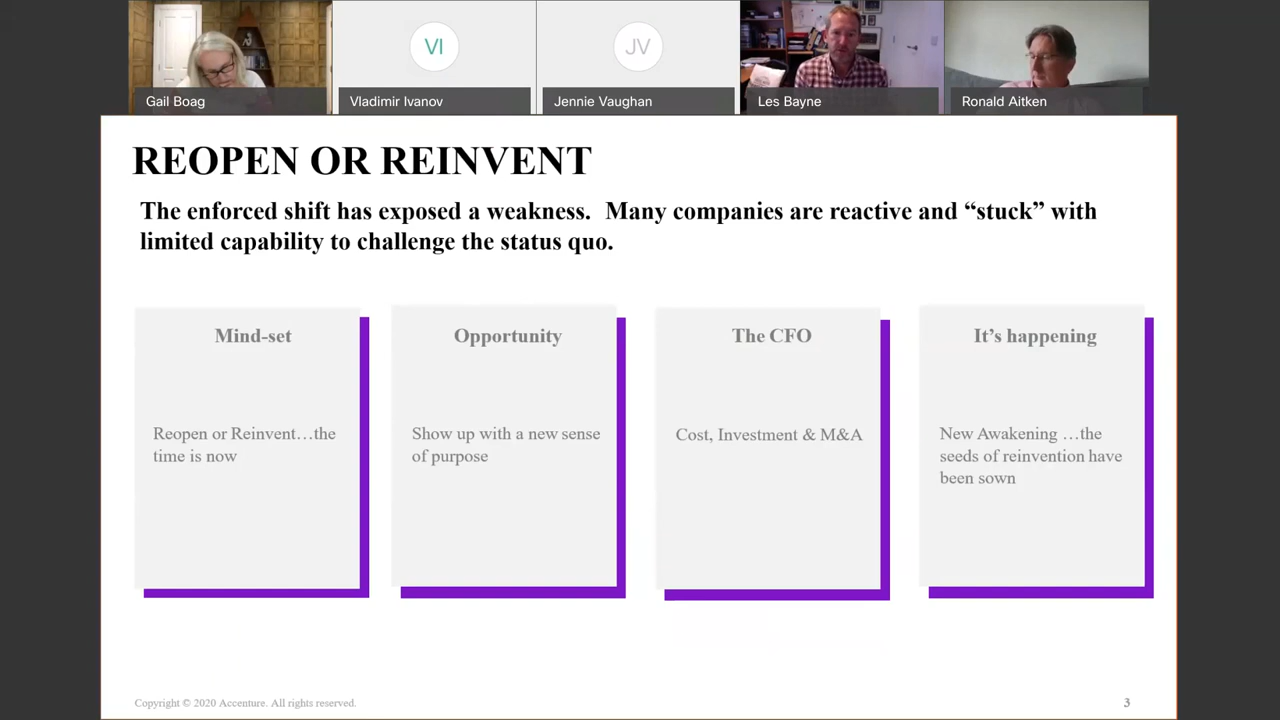 VI
JV
Gail Boag
Vladimir Ivanov
Jennie Vaughan
Les Bayne
Ronald Aitken
REOPEN OR REINVENT
The enforced shift has exposed a weakness. Many companies are reactive and “stuck” with
limited capability to challenge the status quo.
Mind-set
Reopen or Reinvent…the
time is now
Opportunity
Show up with a new sense
of purpose
The CFO
Cost, Investment & M&A
It’s happening
New Awakening …the
seeds of reinvention have
been sown
Copyright © 2020 Accenture. All rights reserved.
3